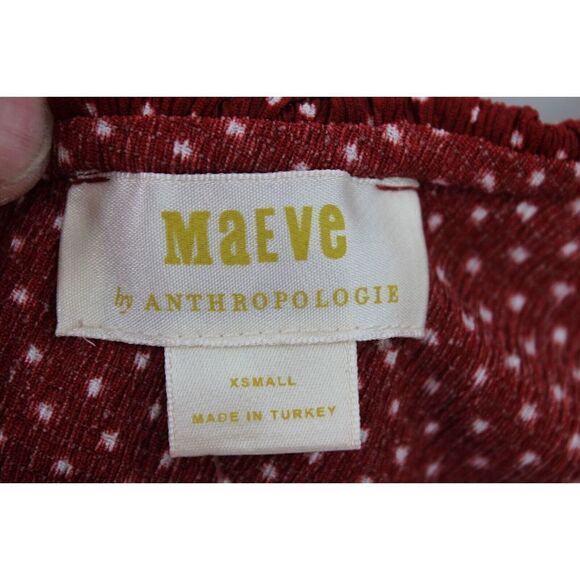 MaEVe
by ANTHROPOLOGIE
XSMALL
MADE IN TURKEY